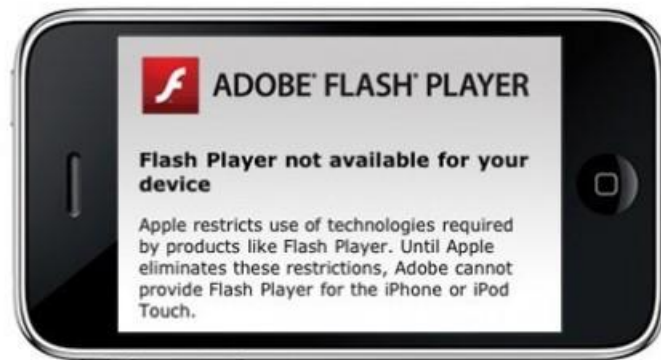 ADOBE® FLASH® PLAYER
Flash Player not available for your
device
Apple restricts use of technologies required
by products like Flash Player. Until Apple
eliminates these restrictions, Adobe cannot
provide Flash Player for the iPhone or iPod
Touch.